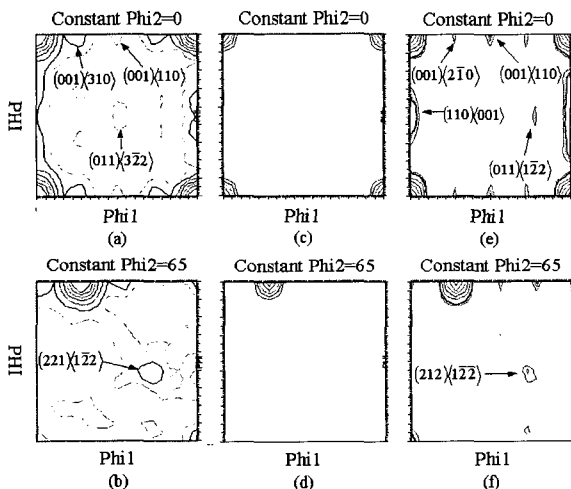 Constant Phi2=0 Constant Phi2=0 Constant Phi2=0
PHI
(001)⟨310⟩ (001)⟨110⟩
(011)⟨32̄2⟩
(001)⟨21̄0⟩ (001)⟨110⟩
(110)⟨001⟩
(011)⟨12̄2⟩
Phi1 Phi1 Phi1
(a) (c) (e)
Constant Phi2=65 Constant Phi2=65 Constant Phi2=65
PHI
(221)⟨12̄2⟩
(212)⟨12̄2̄⟩
Phi1 Phi1 Phi1
(b) (d) (f)